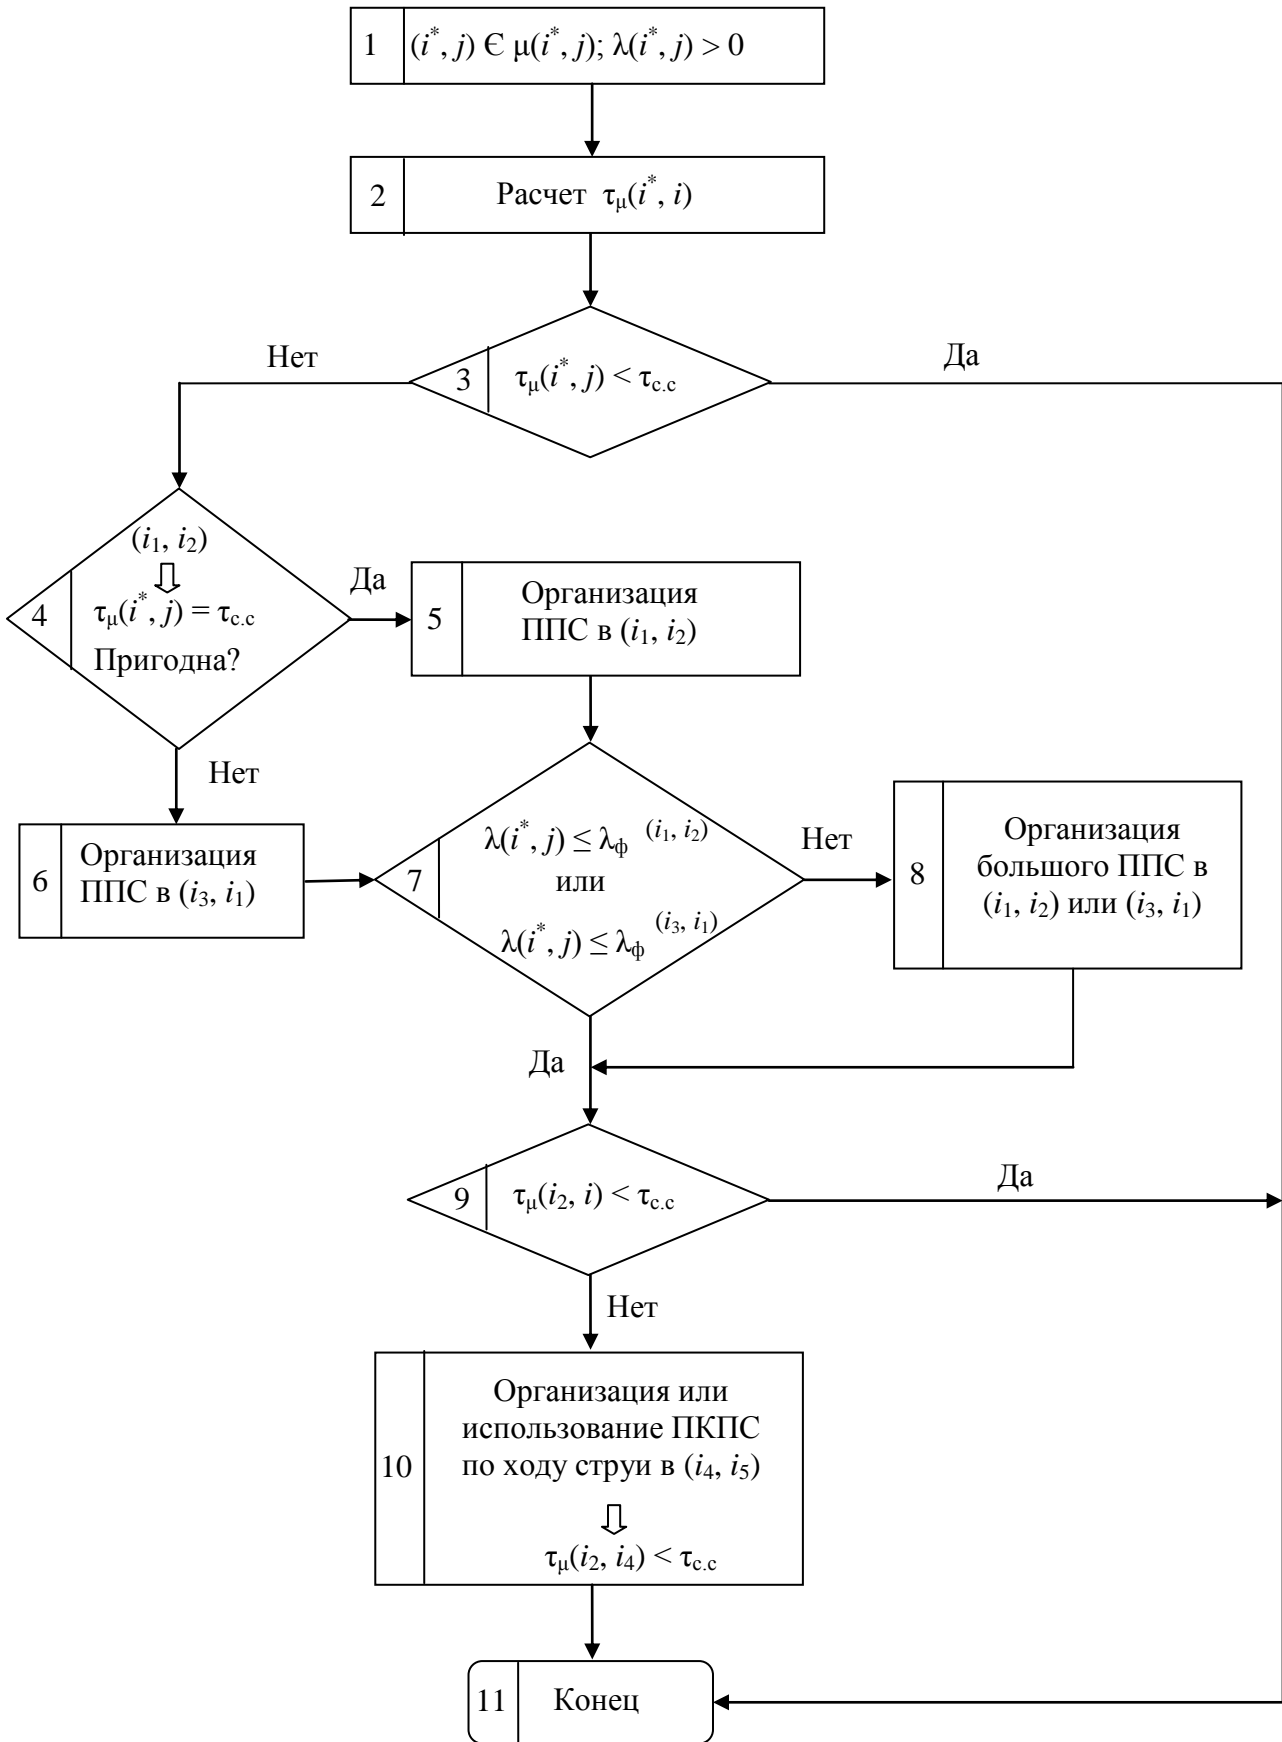 1 (i*, j) Є μ(i*, j); λ(i*, j) > 0
2 Расчет τμ(i*, i)
Нет
Да
3 τμ(i*, j) < τс.с
(i1, i2)
⇩
4 τμ(i*, j) = τс.с
Пригодна?
Да
5 Организация
ППС в (i1, i2)
Нет
6 Организация
ППС в (i3, i1)
7 λ(i*, j) ≤ λф (i1, i2)
или
λ(i*, j) ≤ λф (i3, i1)
Нет
8 Организация
большого ППС в
(i1, i2) или (i3, i1)
Да
9 τμ(i2, i) < τс.с
Да
Нет
10 Организация или
использование ПКПС
по ходу струи в (i4, i5)
⇩
τμ(i2, i4) < τс.с
11 Конец